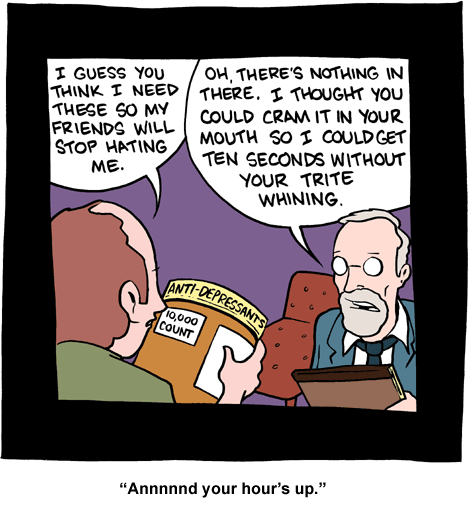 I GUESS YOU
THINK I NEED
THESE SO MY
FRIENDS WILL
STOP HATING
ME.
OH, THERE'S NOTHING IN
THERE. I THOUGHT YOU
COULD CRAM IT IN YOUR
MOUTH SO I COULD GET
TEN SECONDS WITHOUT
YOUR TRITE
WHINING.
ANTI-DEPRESSANTS
10,000
COUNT
“Annnnnd your hour’s up.”